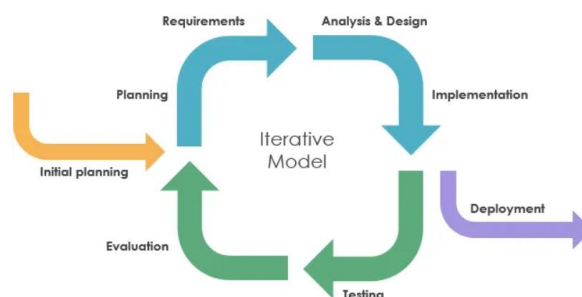 Requirements
Analysis & Design
Planning
Implementation
Iterative
Model
Initial planning
Deployment
Evaluation
Testing